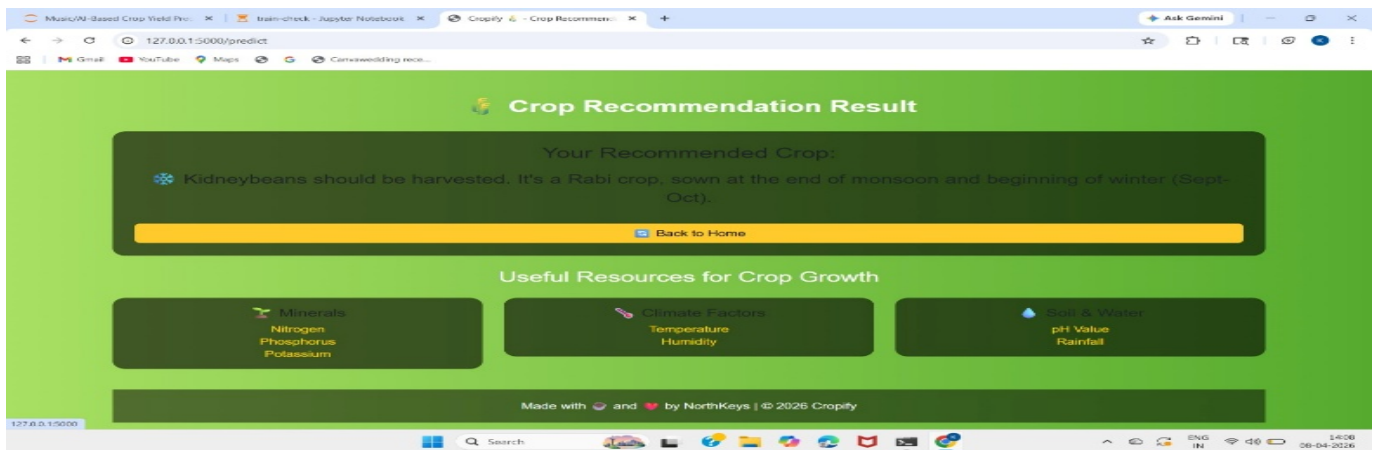 Music/AI-Based Crop Yield Pro
train-check - Jupyter Notebook
Cropify - Crop Recommen
Ask Gemini
127.0.0.1:5000/predict
Gmail YouTube Maps
Crop Recommendation Result
Your Recommended Crop:
Kidneybeans should be harvested. It's a Rabi crop, sown at the end of monsoon and beginning of winter (Sept-
Oct).
Back to Home
Useful Resources for Crop Growth
Minerals
Nitrogen
Phosphorus
Potassium
Climate Factors
Temperature
Humidity
Soil & Water
pH Value
Rainfall
Made with and by NorthKeys | © 2026 Cropify
127.0.0.1:5000
Search
ENG
IN
14:08
08-04-2026